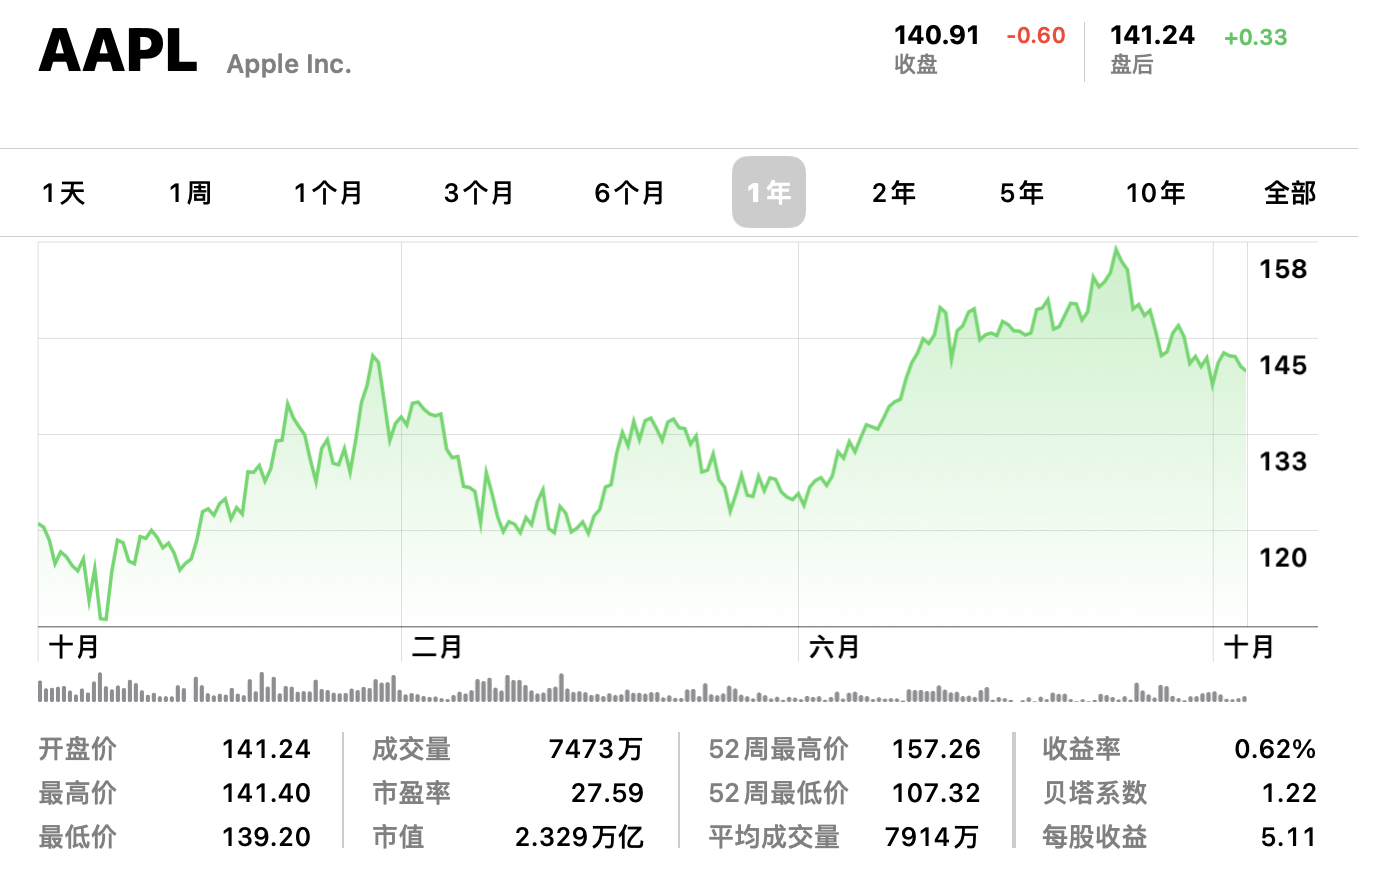 AAPL Apple Inc.
140.91 -0.60 141.24 +0.33
收盘 盘后
1天 1周 1个月 3个月 6个月 1年 2年 5年 10年 全部
158
145
133
120
十月 二月 六月 十月
开盘价 141.24 成交量 7473万 52周最高价 157.26 收益率 0.62%
最高价 141.40 市盈率 27.59 52周最低价 107.32 贝塔系数 1.22
最低价 139.20 市值 2.329万亿 平均成交量 7914万 每股收益 5.11